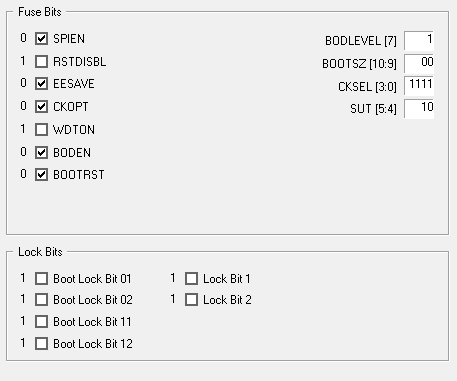 Fuse Bits
0 SPIEN
1 RSTDISBL
0 EESAVE
0 CKOPT
1 WDTON
0 BODEN
0 BOOTRST
BODLEVEL [7] 1
BOOTSZ [10:9] 00
CKSEL [3:0] 1111
SUT [5:4] 10
Lock Bits
1 Boot Lock Bit 01
1 Boot Lock Bit 02
1 Boot Lock Bit 11
1 Boot Lock Bit 12
1 Lock Bit 1
1 Lock Bit 2